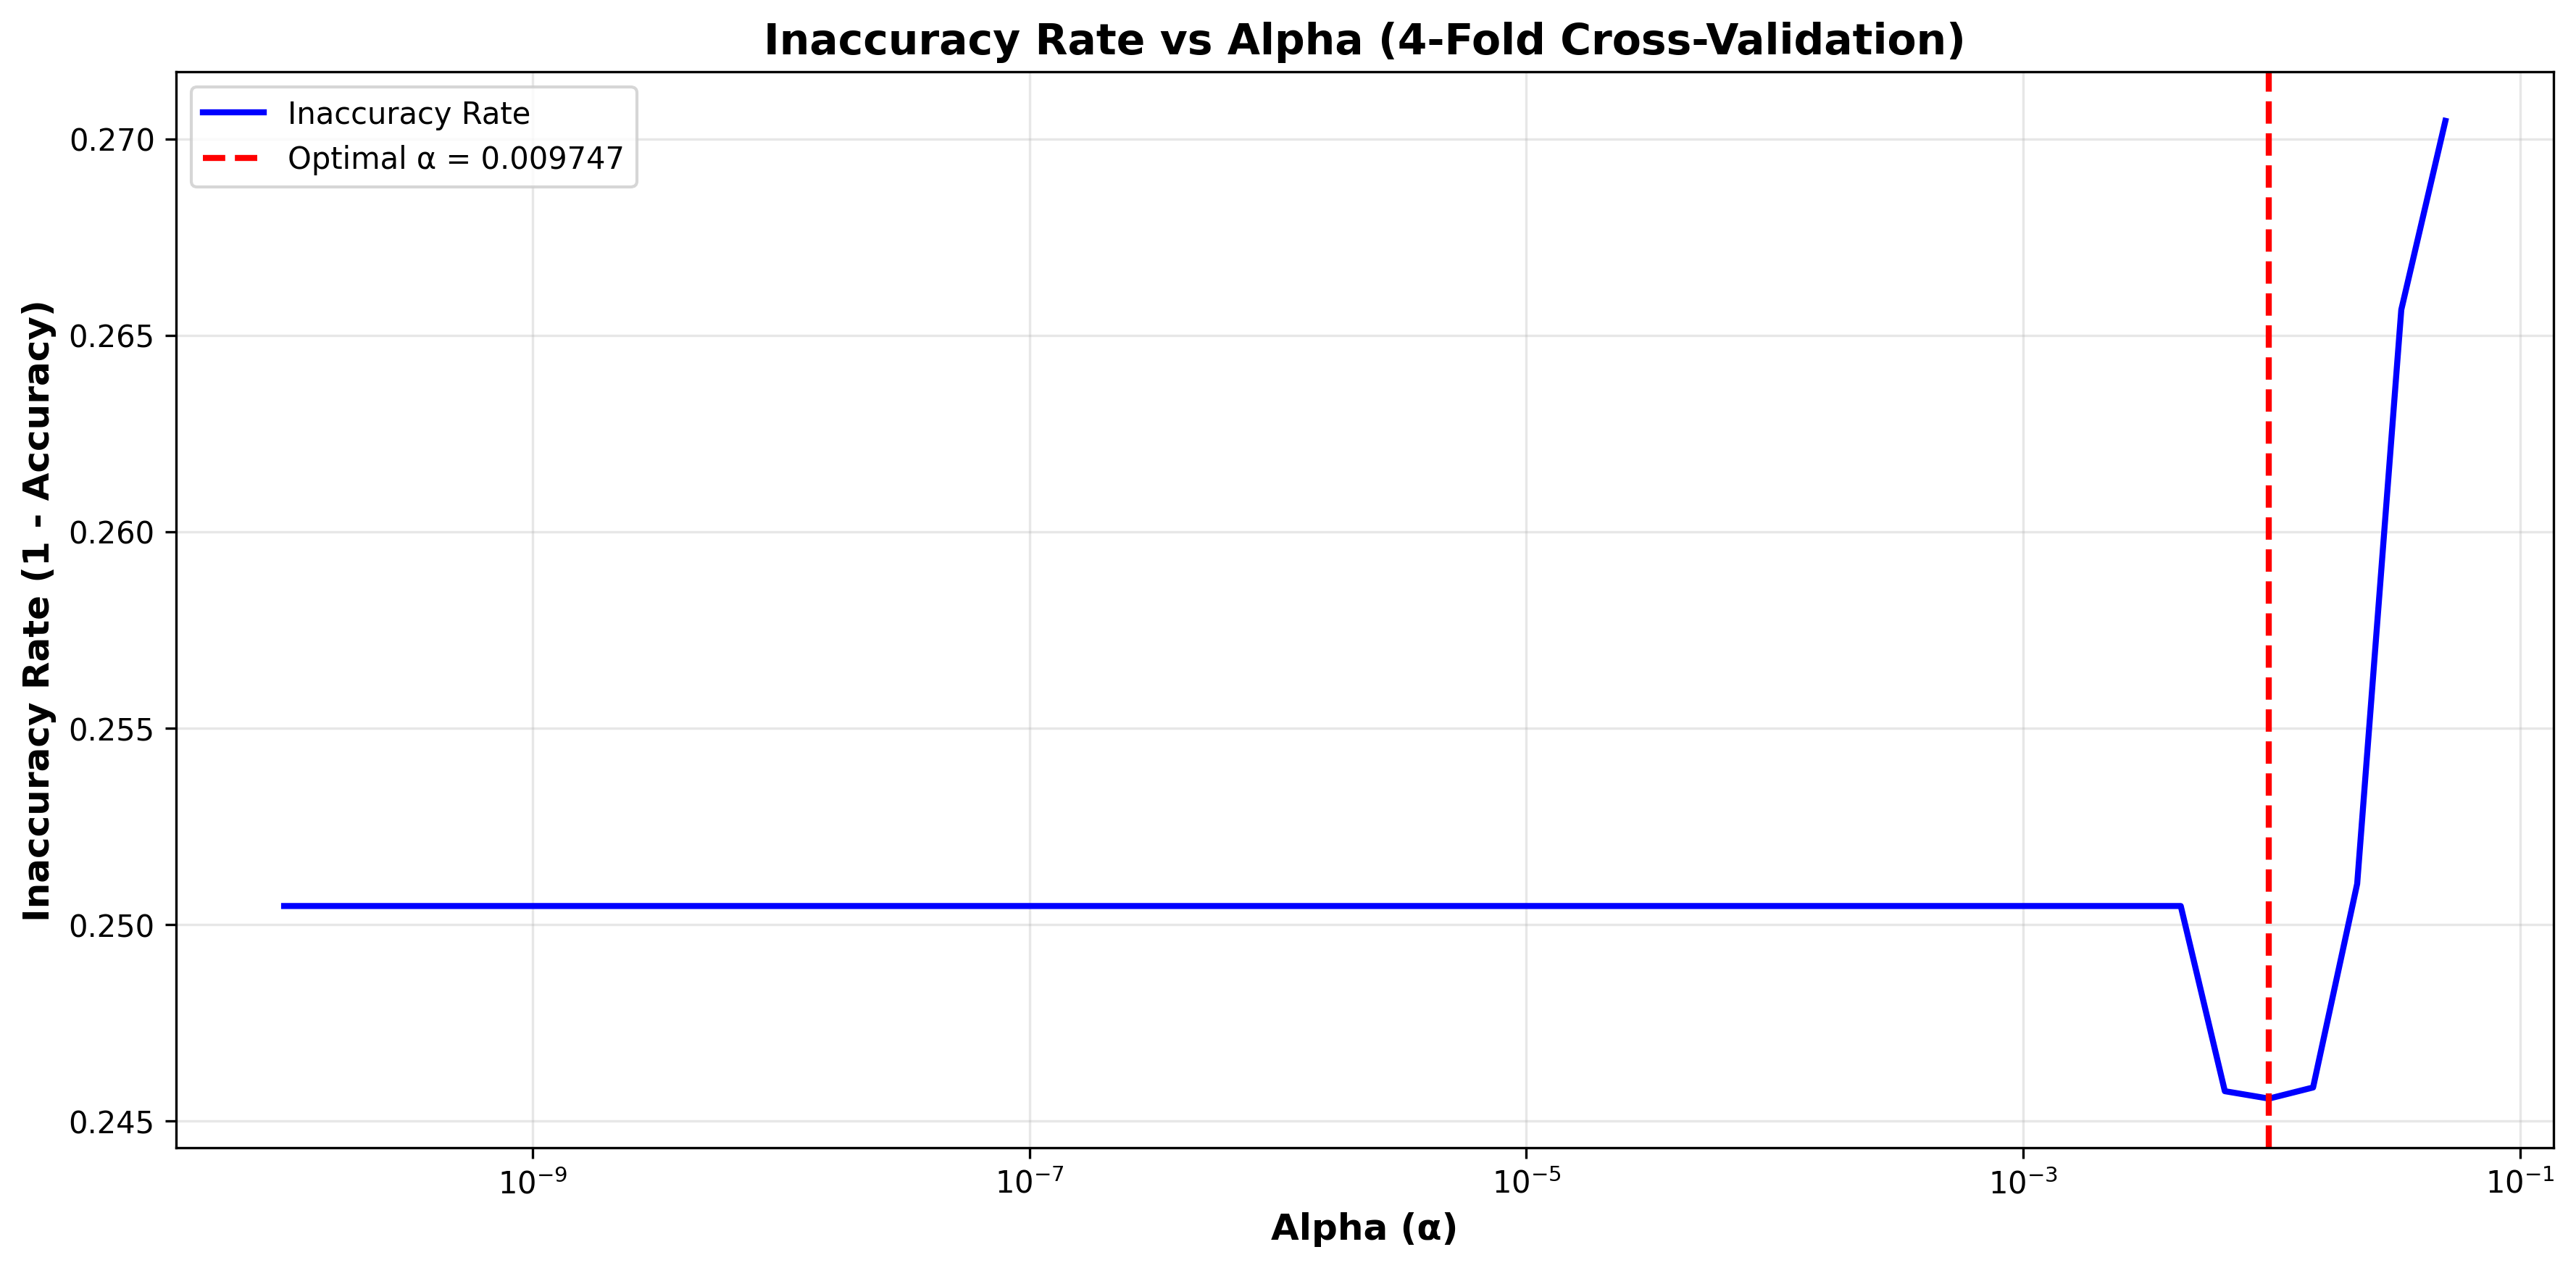 Inaccuracy Rate vs Alpha (4-Fold Cross-Validation)
Inaccuracy Rate
Optimal α = 0.009747
Inaccuracy Rate (1 - Accuracy)
0.270
0.265
0.260
0.255
0.250
0.245
10⁻⁹
10⁻⁷
10⁻⁵
10⁻³
10⁻¹
Alpha (α)